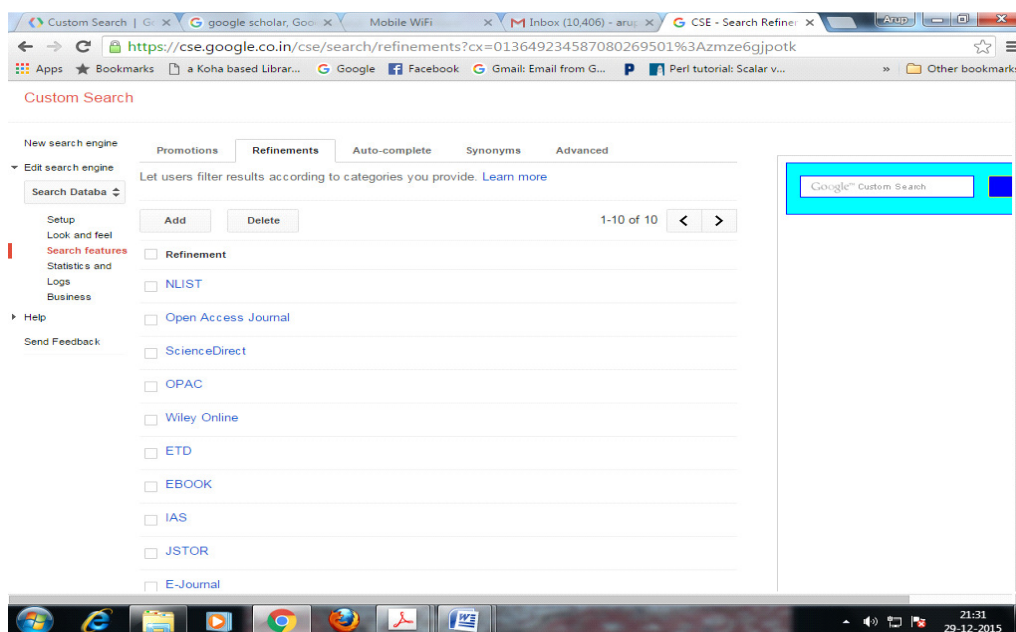 Custom Search | G
google scholar, Goo
Mobile WiFi
Inbox (10,406) - aru
CSE - Search Refine
Arup
https://cse.google.co.in/cse/search/refinements?cx=013649234587080269501%3Azmze6gjpotk
Apps
Bookmarks
a Koha based Librar...
Google
Facebook
Gmail: Email from G...
Perl tutorial: Scalar v...
»
Other bookmarks
Custom Search
New search engine
Edit search engine
Search Databa
Setup
Look and feel
Search features
Statistics and
Logs
Business
Help
Send Feedback
Promotions
Refinements
Auto-complete
Synonyms
Advanced
Let users filter results according to categories you provide. Learn more
Add
Delete
1-10 of 10
Refinement
NLIST
Open Access Journal
ScienceDirect
OPAC
Wiley Online
ETD
EBOOK
IAS
JSTOR
E-Journal
Google™ Custom Search
21:31
29-12-2015